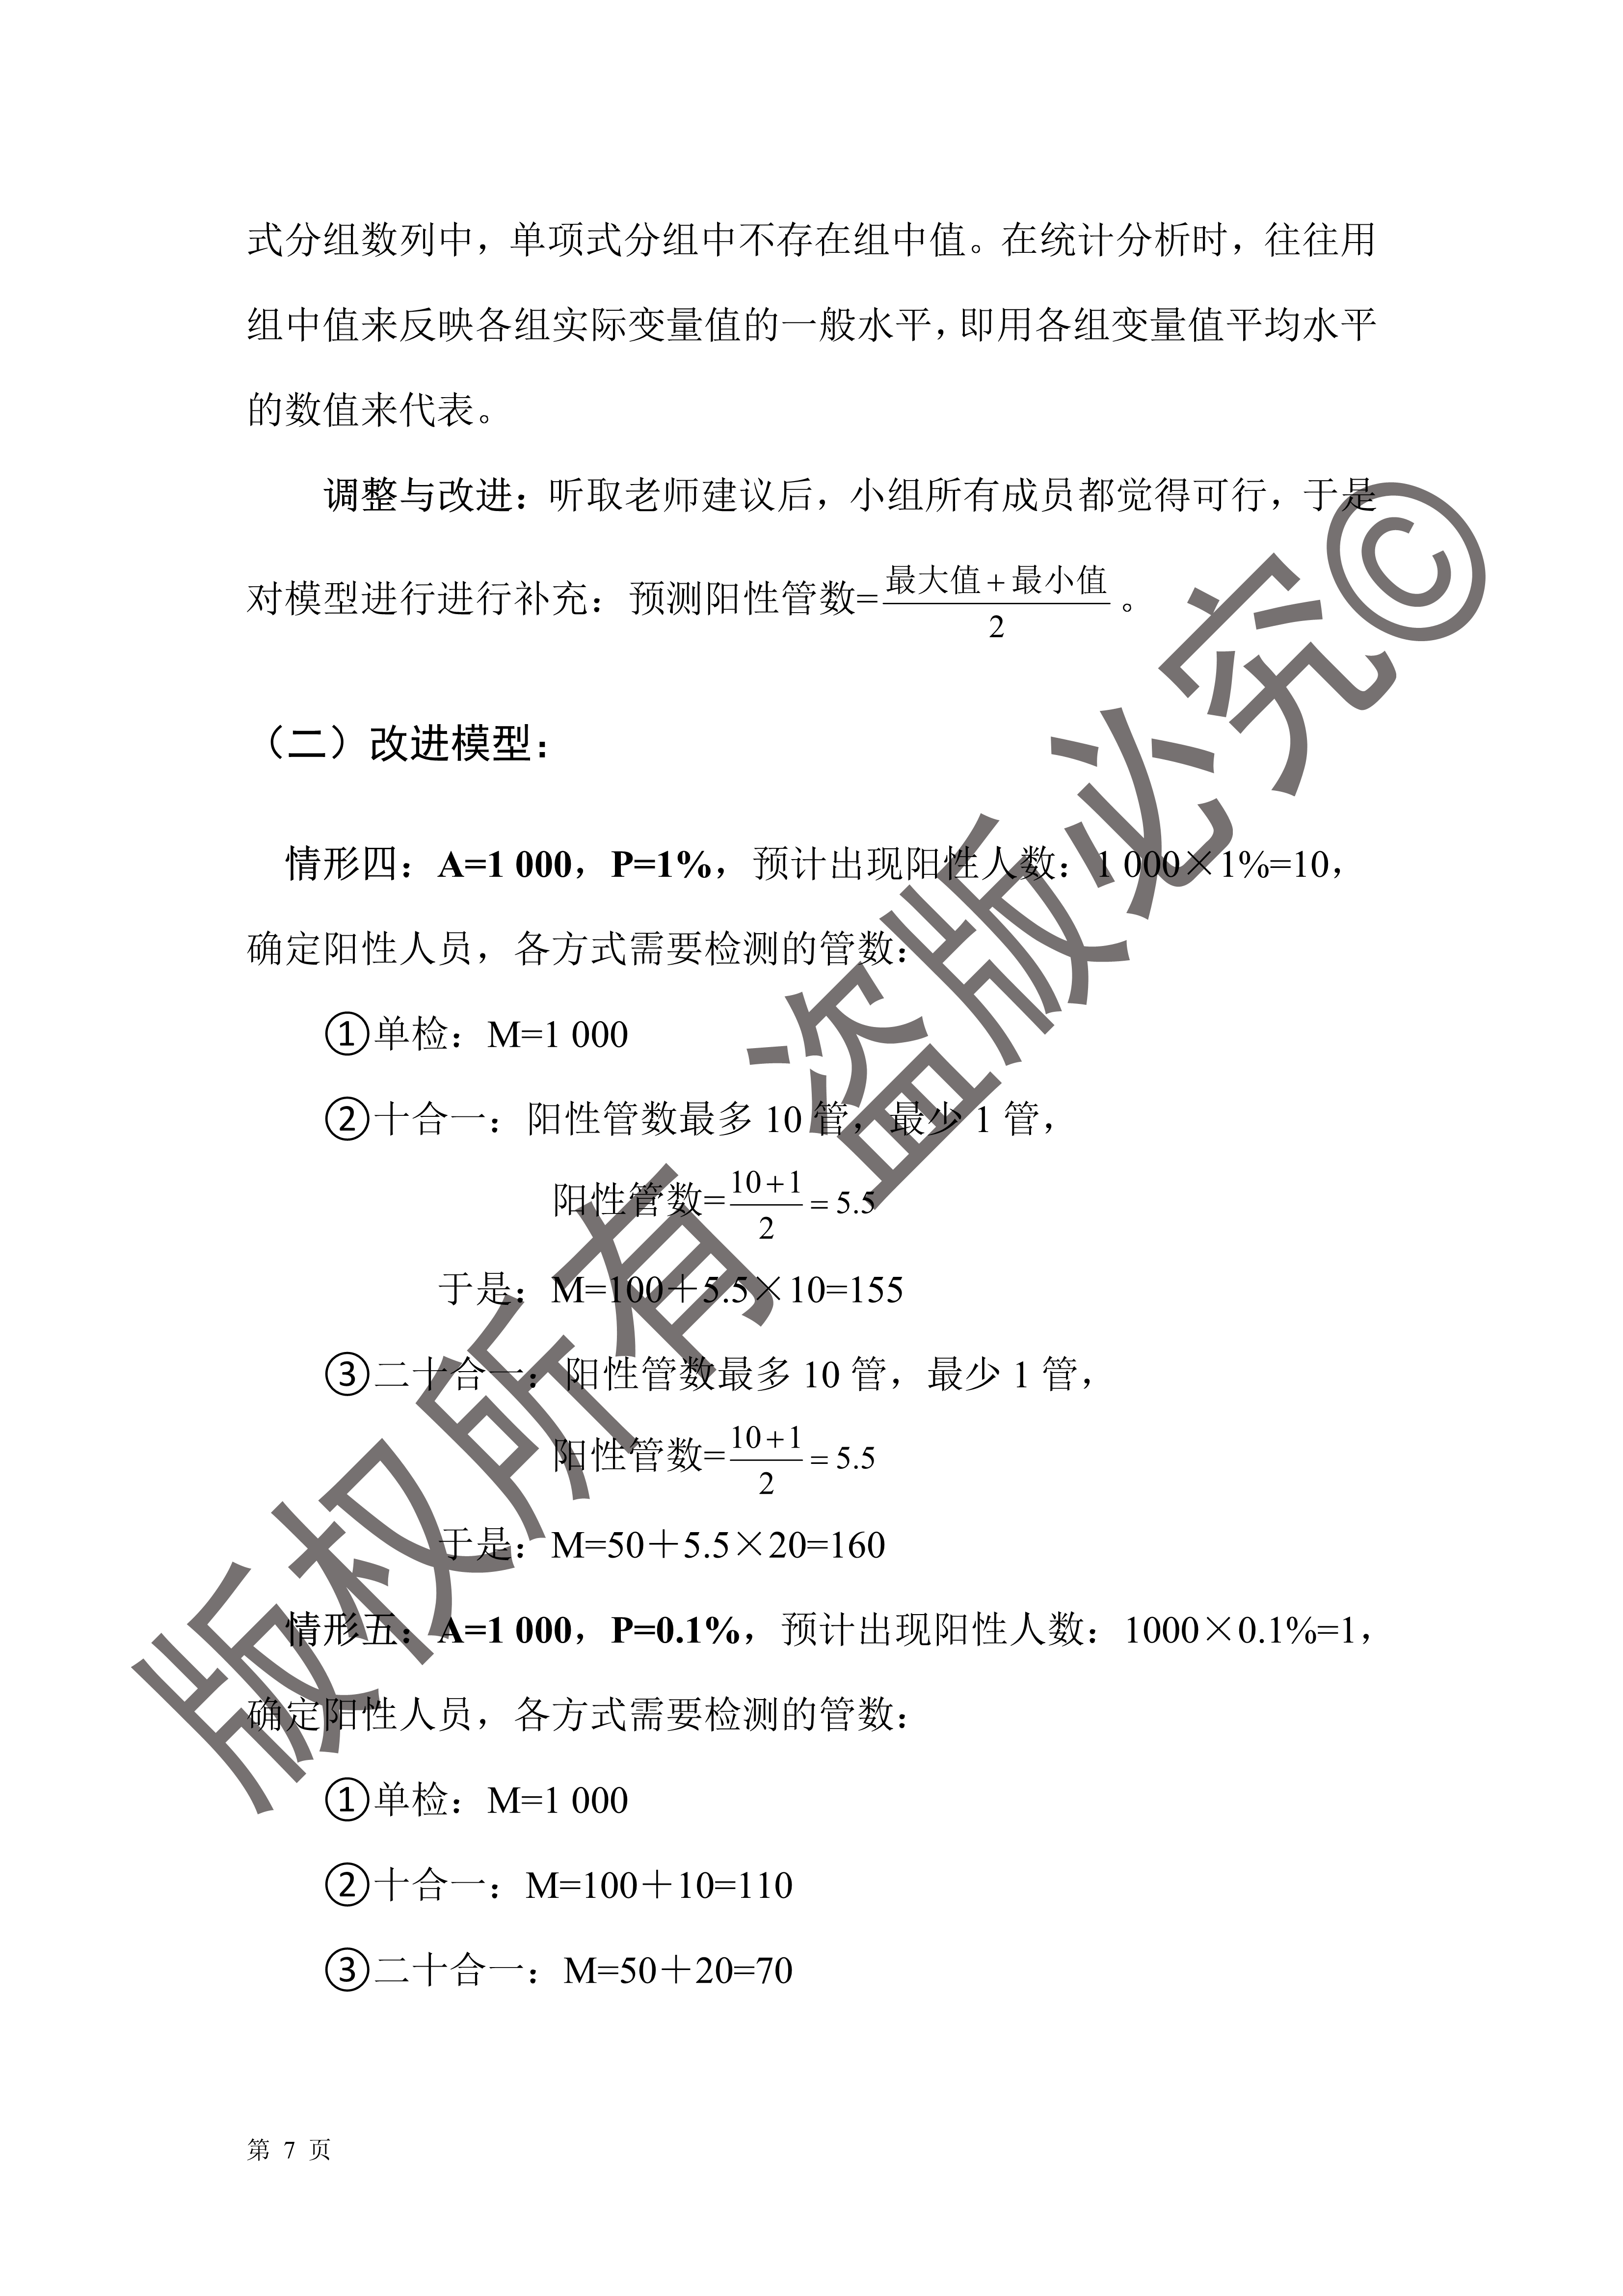 式分组数列中，单项式分组中不存在组中值。在统计分析时，往往用
组中值来反映各组实际变量值的一般水平，即用各组变量值平均水平
的数值来代表。
调整与改进：听取老师建议后，小组所有成员都觉得可行，于是
对模型进行进行补充：预测阳性管数=(最大值+最小值)/2。
（二）改进模型：
情形四：A=1 000，P=1%，预计出现阳性人数：1 000×1%=10，
确定阳性人员，各方式需要检测的管数：
①单检：M=1 000
②十合一：阳性管数最多 10 管，最少 1 管，
阳性管数=(10+1)/2=5.5
于是：M=100＋5.5×10=155
③二十合一：阳性管数最多 10 管，最少 1 管，
阳性管数=(10+1)/2=5.5
于是：M=50＋5.5×20=160
情形五：A=1 000，P=0.1%，预计出现阳性人数：1000×0.1%=1，
确定阳性人员，各方式需要检测的管数：
①单检：M=1 000
②十合一：M=100＋10=110
③二十合一：M=50＋20=70
第 7 页
版权所有 盗版必究©